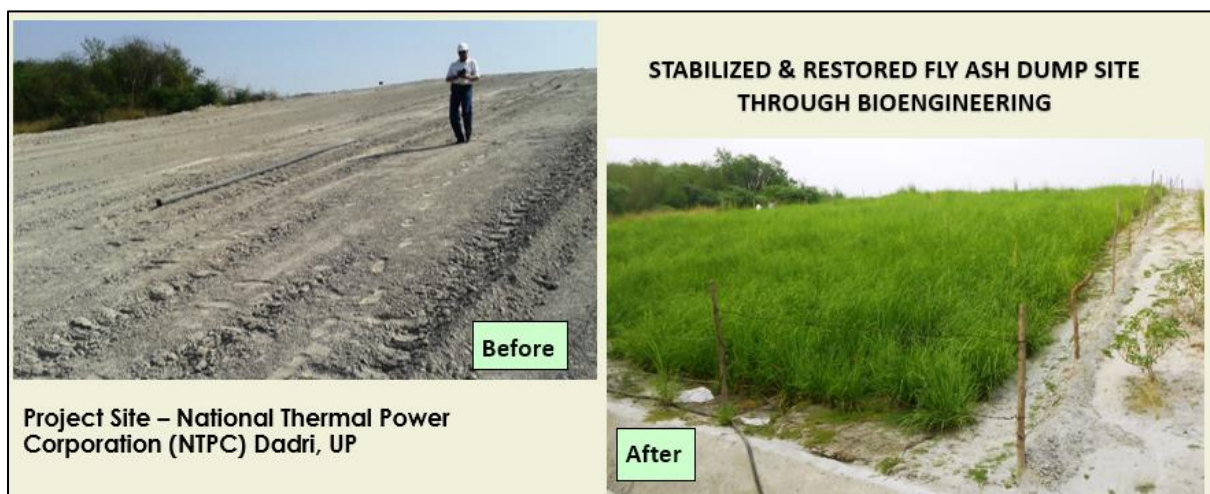 STABILIZED & RESTORED FLY ASH DUMP SITE
THROUGH BIOENGINEERING
Before
Project Site – National Thermal Power
Corporation (NTPC) Dadri, UP
After